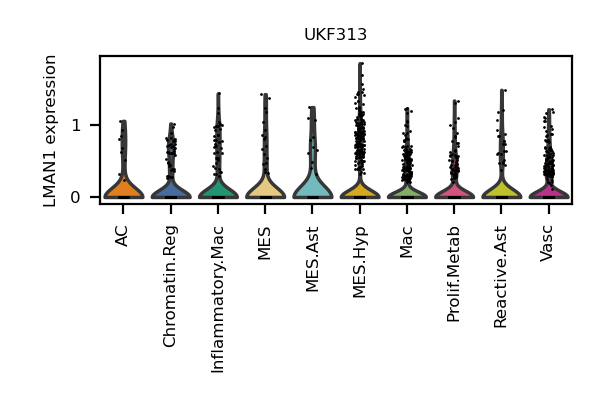 UKF313
LMAN1 expression
1
0
AC
Chromatin.Reg
Inflammatory.Mac
MES
MES.Ast
MES.Hyp
Mac
Prolif.Metab
Reactive.Ast
Vasc